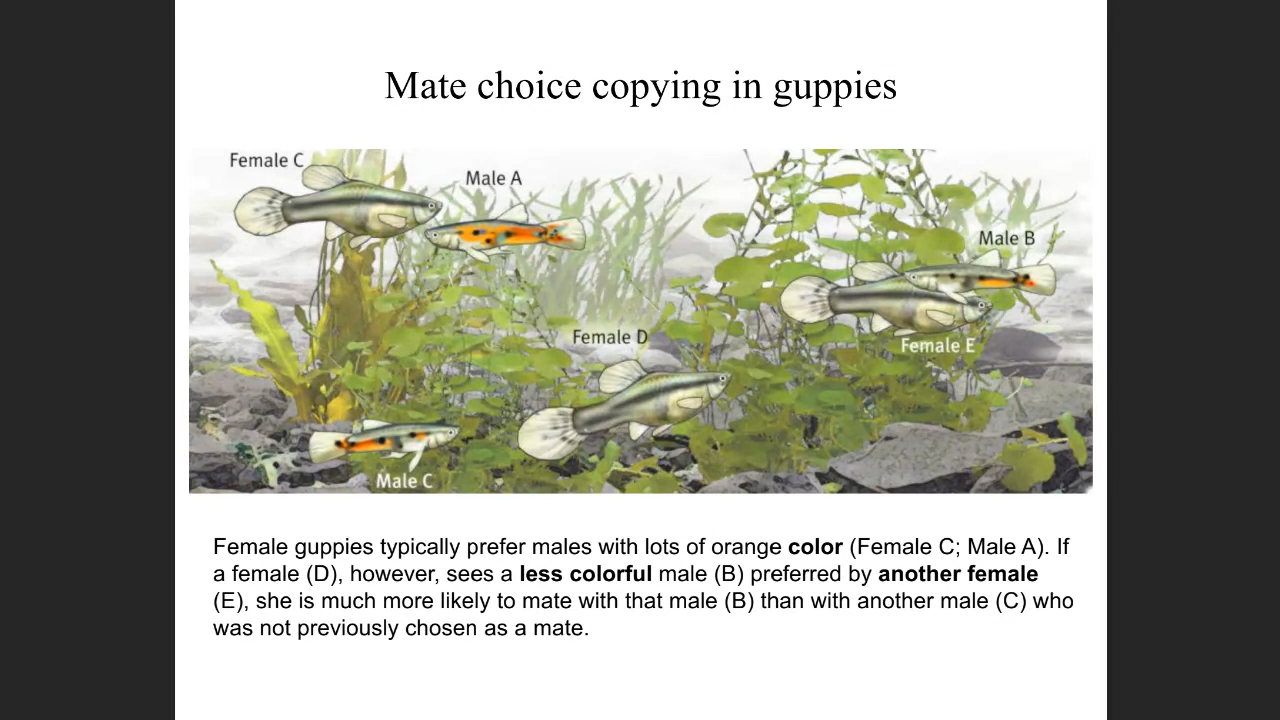 Mate choice copying in guppies
Female C
Male A
Male B
Female D
Female E
Male C
Female guppies typically prefer males with lots of orange color (Female C; Male A). If
a female (D), however, sees a less colorful male (B) preferred by another female
(E), she is much more likely to mate with that male (B) than with another male (C) who
was not previously chosen as a mate.